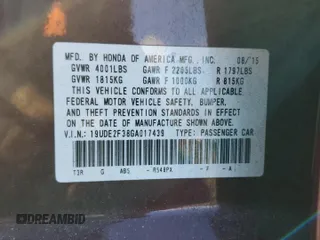 MFD. BY HONDA OF AMERICA MFG., INC. 08/15
GVWR 4001LBS GAWR F 2205LBS R 1797LBS
GVWR 1815KG GAWR F 1000KG R 815KG
THIS VEHICLE CONFORMS TO ALL APPLICABLE
FEDERAL MOTOR VEHICLE SAFETY, BUMPER,
AND THEFT PREVENTION STANDARDS IN
EFFECT ON THE DATE OF MANUFACTURE
SHOWN ABOVE.
V.I.N.: 19UDE2F38GA017439 TYPE: PASSENGER CAR
G ABS - R548PX - F - A
DREAMBID